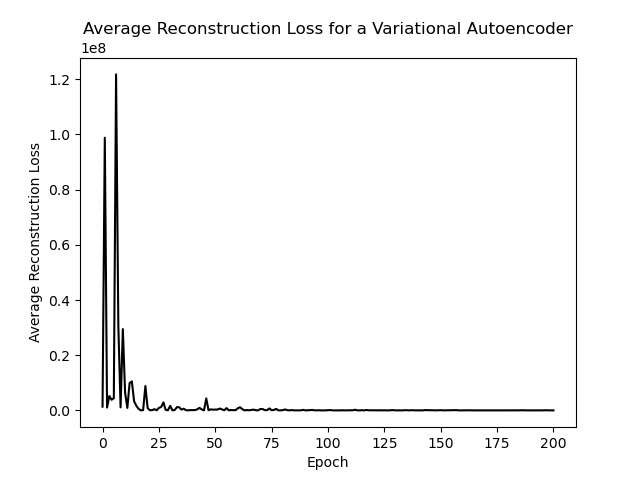 Average Reconstruction Loss for a Variational Autoencoder
1e8
1.2
1.0
0.8
0.6
0.4
0.2
0.0
Average Reconstruction Loss
0 25 50 75 100 125 150 175 200
Epoch